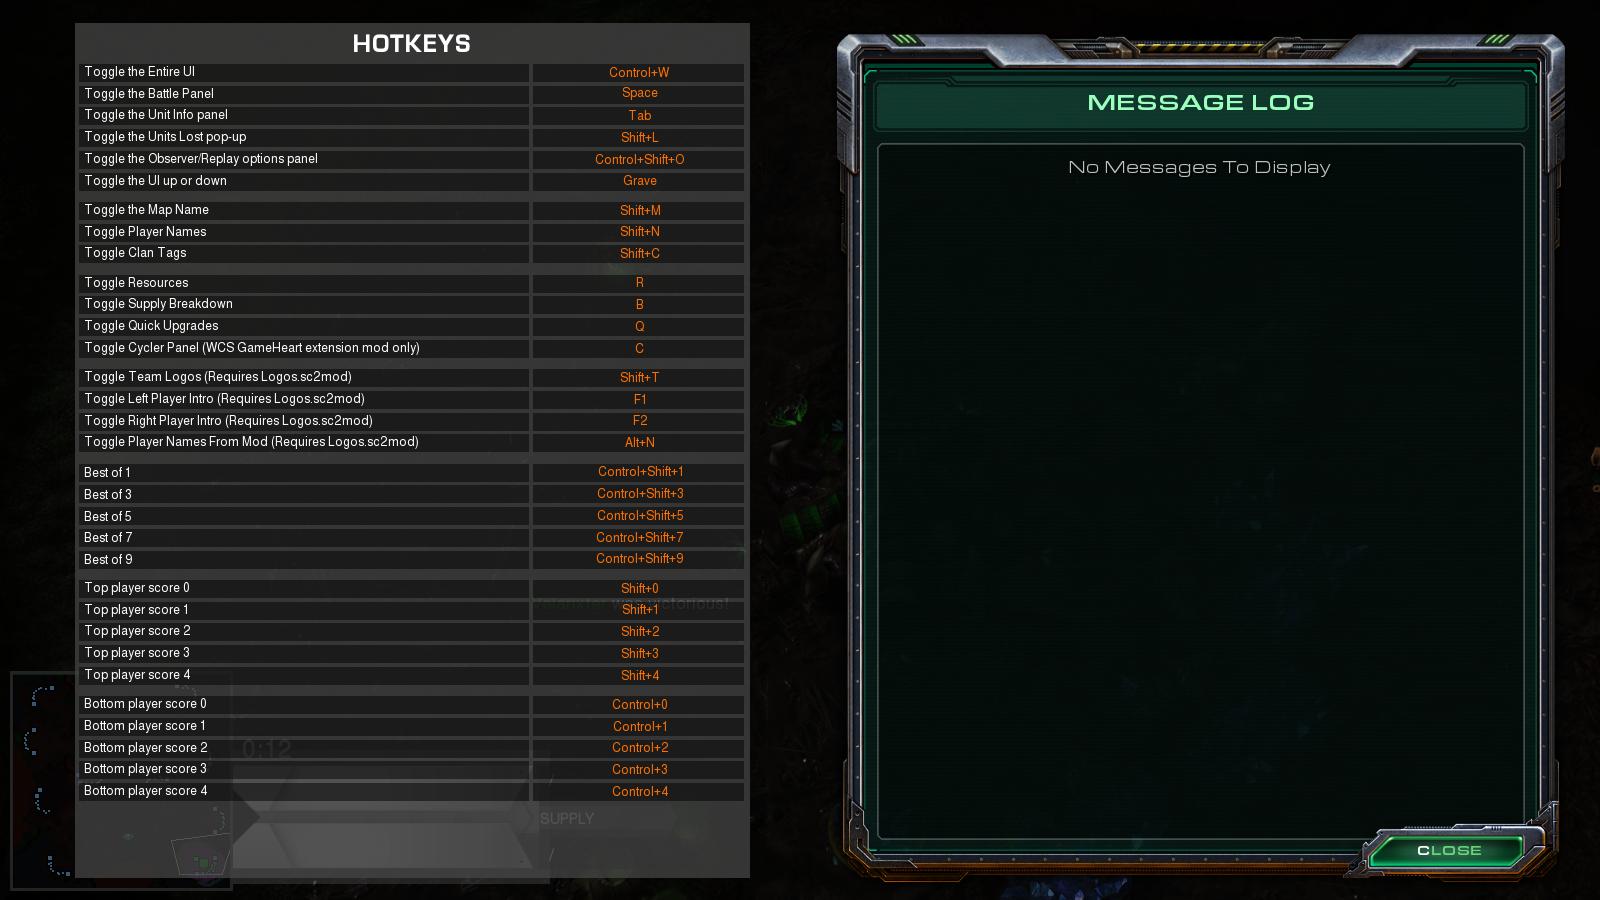 HOTKEYS
Toggle the Entire UI Control+W
Toggle the Battle Panel Space
Toggle the Unit Info panel Tab
Toggle the Units Lost pop-up Shift+L
Toggle the Observer/Replay options panel Control+Shift+O
Toggle the UI up or down Grave
Toggle the Map Name Shift+M
Toggle Player Names Shift+N
Toggle Clan Tags Shift+C
Toggle Resources R
Toggle Supply Breakdown B
Toggle Quick Upgrades Q
Toggle Cycler Panel (WCS GameHeart extension mod only) C
Toggle Team Logos (Requires Logos.sc2mod) Shift+T
Toggle Left Player Intro (Requires Logos.sc2mod) F1
Toggle Right Player Intro (Requires Logos.sc2mod) F2
Toggle Player Names From Mod (Requires Logos.sc2mod) Alt+N
Best of 1 Control+Shift+1
Best of 3 Control+Shift+3
Best of 5 Control+Shift+5
Best of 7 Control+Shift+7
Best of 9 Control+Shift+9
Top player score 0 Shift+0
Top player score 1 Shift+1
victorious!
Top player score 2 Shift+2
Top player score 3 Shift+3
Top player score 4 Shift+4
Bottom player score 0 Control+0
Bottom player score 1 Control+1
Bottom player score 2 Control+2
0:12
Bottom player score 3 Control+3
Bottom player score 4 Control+4
SUPPLY
MESSAGE LOG
No Messages To Display
CLOSE